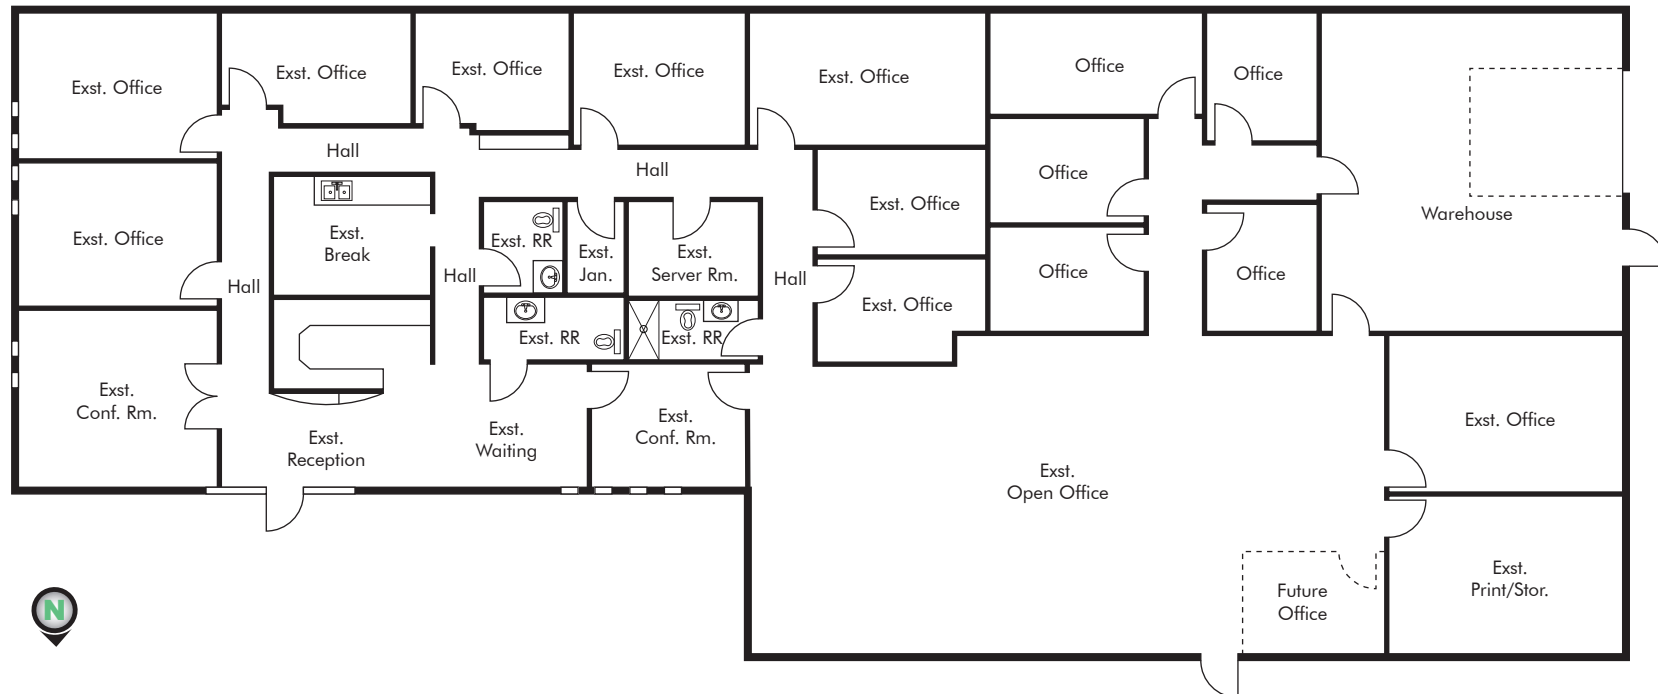 Exst. Office
Exst. Office
Exst. Office
Exst. Office
Exst. Office
Office
Office
Hall
Hall
Office
Exst. Office
Warehouse
Exst. Office
Exst.
Break
Exst. RR
Exst.
Jan.
Exst.
Server Rm.
Hall
Hall
Hall
Office
Office
Exst. Office
Exst. RR
Exst. RR
Exst.
Conf. Rm.
Exst.
Reception
Exst.
Waiting
Exst.
Conf. Rm.
Exst. Office
Exst.
Open Office
Future
Office
Exst.
Print/Stor.
N